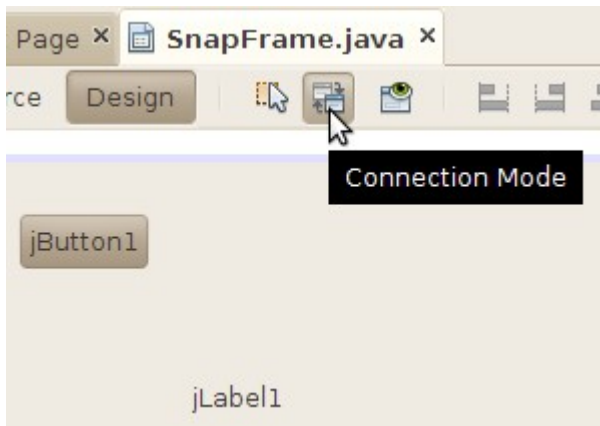 Page × SnapFrame.java ×
rce Design
Connection Mode
jButton1
jLabel1